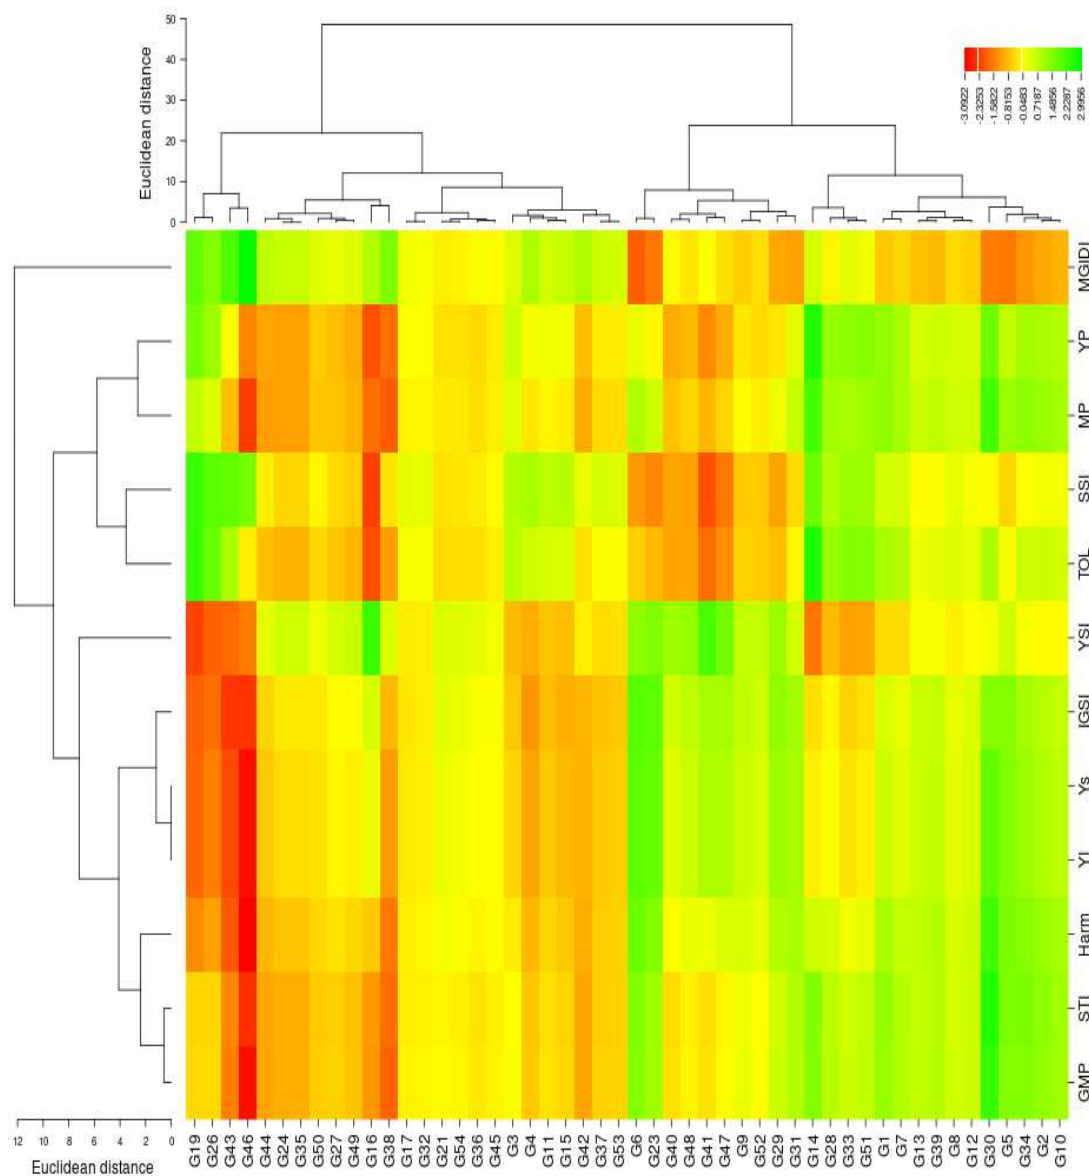 Euclidean distance
50
40
30
20
10
0
-3.0922
-2.3253
-1.5822
-0.8153
-0.0483
0.7187
1.4856
2.2287
2.9956
MGIDI
YP
MP
SSI
TOL
YSI
IGSI
Ys
YI
Harm
STI
GMP
12 10 8 6 4 2 0
Euclidean distance
G19 G26 G43 G46 G44 G24 G35 G50 G27 G49 G16 G38 G17 G32 G21 G54 G36 G45 G3 G4 G11 G15 G42 G37 G53 G6 G23 G40 G48 G41 G47 G9 G52 G29 G31 G14 G28 G33 G51 G1 G7 G13 G39 G8 G12 G30 G5 G34 G2 G10